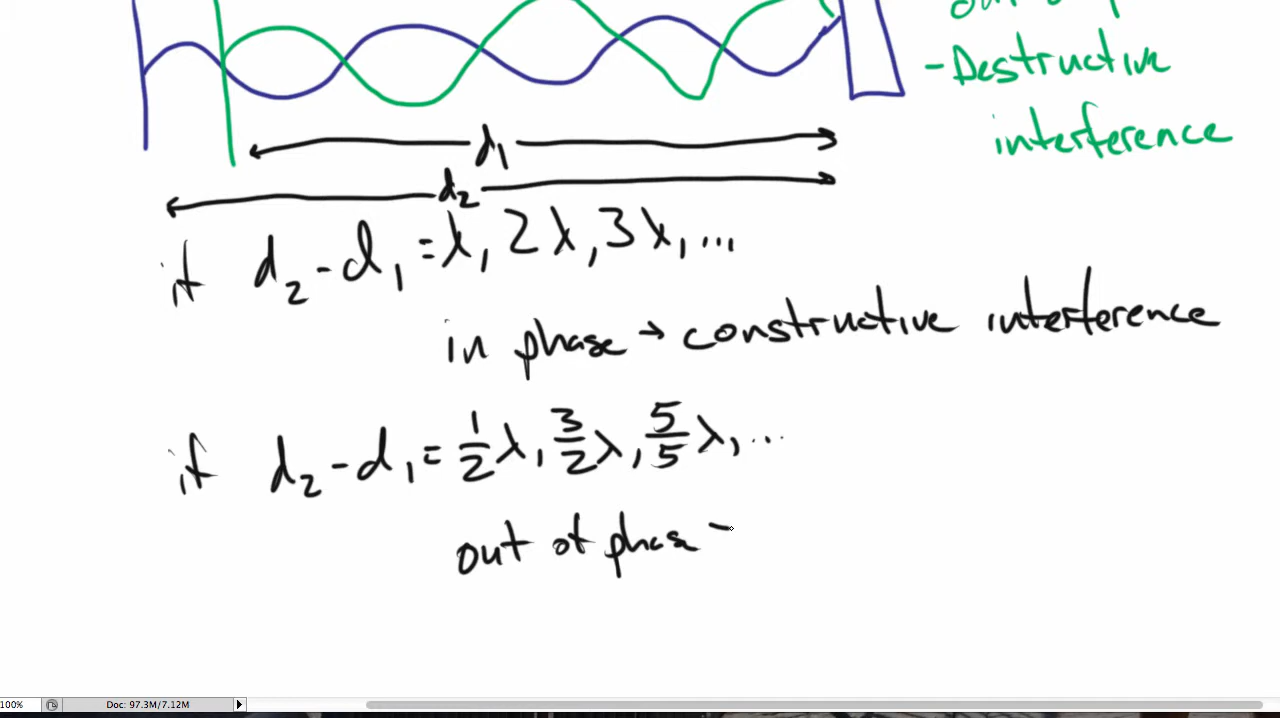 - Destructive
interference
d₁
d₂
if d₂ - d₁ = λ, 2λ, 3λ, ...
in phase → constructive interference
if d₂ - d₁ = 1/2 λ, 3/2 λ, 5/5 λ, ...
out of phase -
100% Doc: 97.3M/7.12M